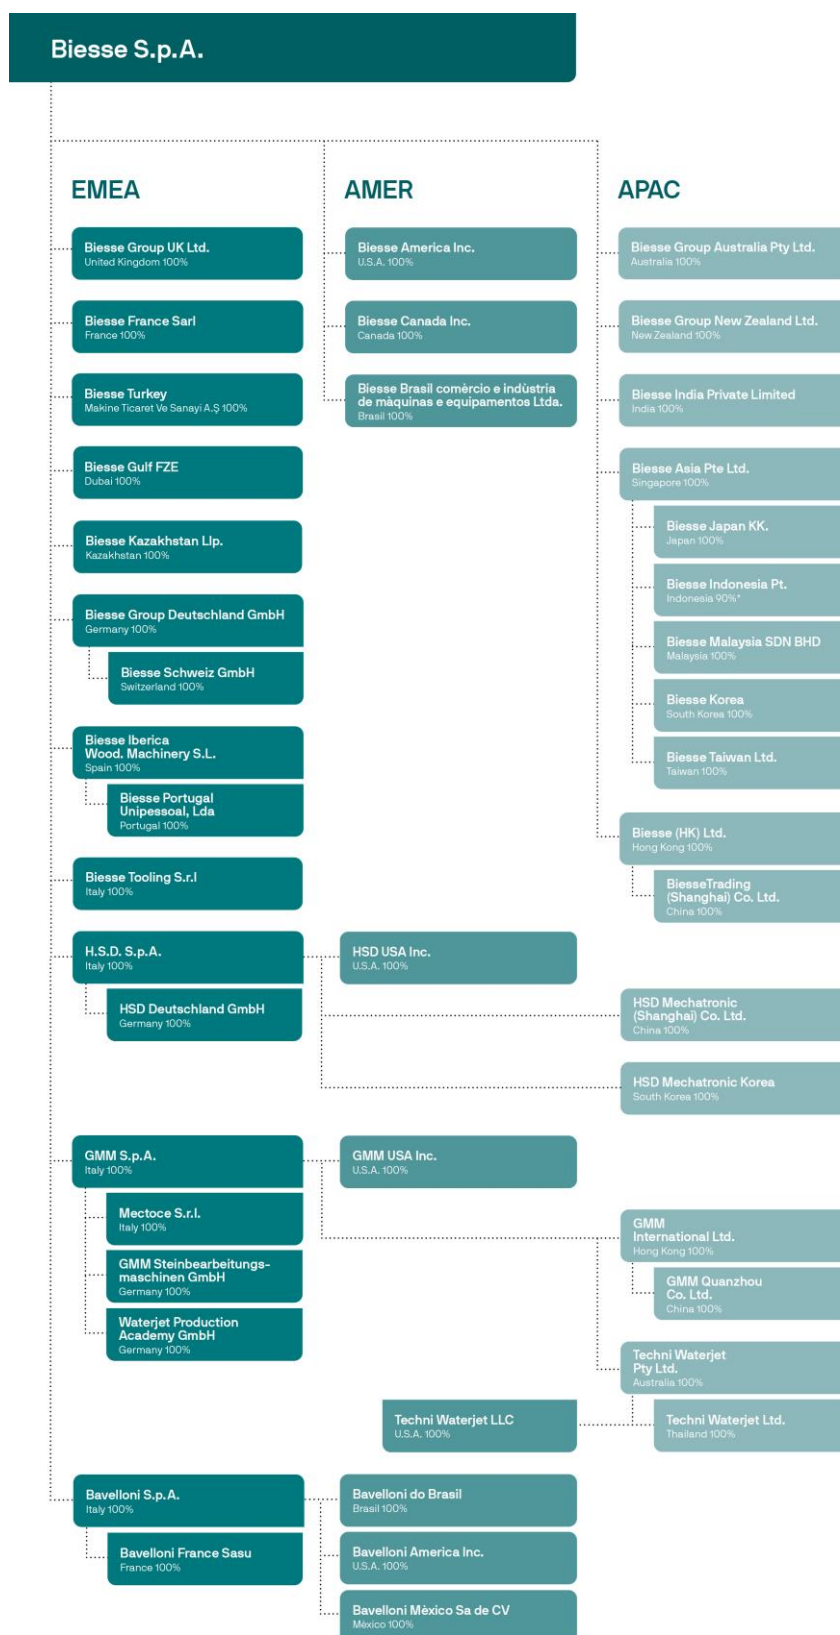 Biesse S.p.A.
EMEA
Biesse Group UK Ltd.
United Kingdom 100%
Biesse France Sarl
France 100%
Biesse Turkey
Makine Ticaret Ve Sanayi A.Ş 100%
Biesse Gulf FZE
Dubai 100%
Biesse Kazakhstan Llp.
Kazakhstan 100%
Biesse Group Deutschland GmbH
Germany 100%
Biesse Schweiz GmbH
Switzerland 100%
Biesse Iberica
Wood. Machinery S.L.
Spain 100%
Biesse Portugal
Unipessoal, Lda
Portugal 100%
Biesse Tooling S.r.l
Italy 100%
H.S.D. S.p.A.
Italy 100%
HSD Deutschland GmbH
Germany 100%
GMM S.p.A.
Italy 100%
Mectoce S.r.l.
Italy 100%
GMM Steinbearbeitungs-
maschinen GmbH
Germany 100%
Waterjet Production
Academy GmbH
Germany 100%
Bavelloni S.p.A.
Italy 100%
Bavelloni France Sasu
France 100%
AMER
Biesse America Inc.
U.S.A. 100%
Biesse Canada Inc.
Canada 100%
Biesse Brasil comèrcio e indùstria
de màquinas e equipamentos Ltda.
Brasil 100%
HSD USA Inc.
U.S.A. 100%
GMM USA Inc.
U.S.A. 100%
Techni Waterjet LLC
U.S.A. 100%
Bavelloni do Brasil
Brasil 100%
Bavelloni America Inc.
U.S.A. 100%
Bavelloni Mèxico Sa de CV
Mèxico 100%
APAC
Biesse Group Australia Pty Ltd.
Australia 100%
Biesse Group New Zealand Ltd.
New Zealand 100%
Biesse India Private Limited
India 100%
Biesse Asia Pte Ltd.
Singapore 100%
Biesse Japan KK.
Japan 100%
Biesse Indonesia Pt.
Indonesia 90%*
Biesse Malaysia SDN BHD
Malaysia 100%
Biesse Korea
South Korea 100%
Biesse Taiwan Ltd.
Taiwan 100%
Biesse (HK) Ltd.
Hong Kong 100%
BiesseTrading
(Shanghai) Co. Ltd.
China 100%
HSD Mechatronic
(Shanghai) Co. Ltd.
China 100%
HSD Mechatronic Korea
South Korea 100%
GMM
International Ltd.
Hong Kong 100%
GMM Quanzhou
Co. Ltd.
China 100%
Techni Waterjet
Pty Ltd.
Australia 100%
Techni Waterjet Ltd.
Thailand 100%